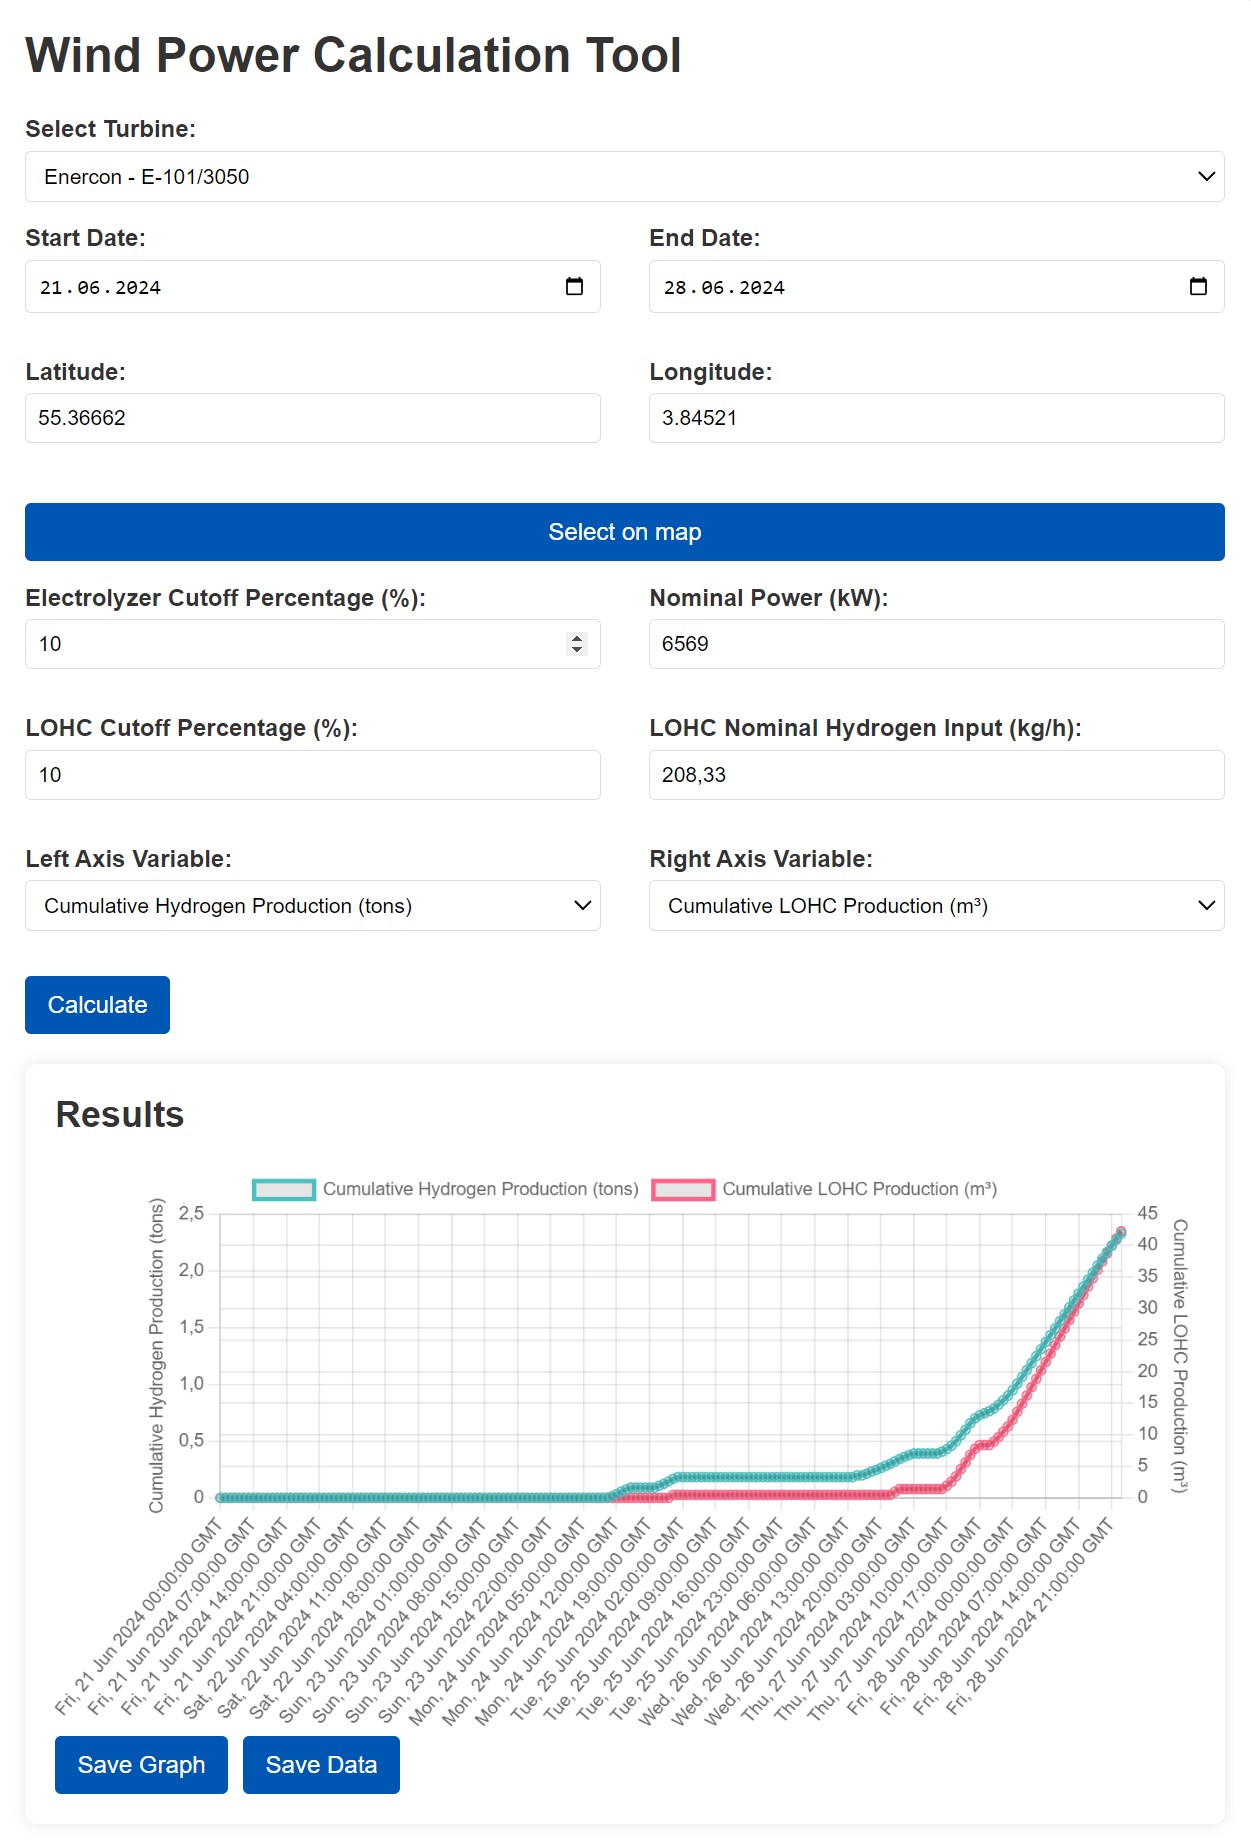 Wind Power Calculation Tool
Select Turbine:
Enercon - E-101/3050
Start Date:
End Date:
21.06.2024
28.06.2024
Latitude:
Longitude:
55.36662
3.84521
Select on map
Electrolyzer Cutoff Percentage (%):
Nominal Power (kW):
10
6569
LOHC Cutoff Percentage (%):
LOHC Nominal Hydrogen Input (kg/h):
10
208,33
Left Axis Variable:
Right Axis Variable:
Cumulative Hydrogen Production (tons)
Cumulative LOHC Production (m³)
Calculate
Results
Cumulative Hydrogen Production (tons)
Cumulative LOHC Production (m³)
Cumulative Hydrogen Production (tons)
2,5
2,0
1,5
1,0
0,5
0
45
40
35
30
25
20
15
10
5
0
Cumulative LOHC Production (m³)
Fri, 21 Jun 2024 00:00:00 GMT
Fri, 21 Jun 2024 07:00:00 GMT
Fri, 21 Jun 2024 14:00:00 GMT
Fri, 21 Jun 2024 21:00:00 GMT
Sat, 22 Jun 2024 04:00:00 GMT
Sat, 22 Jun 2024 11:00:00 GMT
Sat, 22 Jun 2024 18:00:00 GMT
Sun, 23 Jun 2024 01:00:00 GMT
Sun, 23 Jun 2024 08:00:00 GMT
Sun, 23 Jun 2024 15:00:00 GMT
Sun, 23 Jun 2024 22:00:00 GMT
Mon, 24 Jun 2024 05:00:00 GMT
Mon, 24 Jun 2024 12:00:00 GMT
Mon, 24 Jun 2024 19:00:00 GMT
Tue, 25 Jun 2024 02:00:00 GMT
Tue, 25 Jun 2024 09:00:00 GMT
Tue, 25 Jun 2024 16:00:00 GMT
Tue, 25 Jun 2024 23:00:00 GMT
Wed, 26 Jun 2024 06:00:00 GMT
Wed, 26 Jun 2024 13:00:00 GMT
Wed, 26 Jun 2024 20:00:00 GMT
Thu, 27 Jun 2024 03:00:00 GMT
Thu, 27 Jun 2024 10:00:00 GMT
Thu, 27 Jun 2024 17:00:00 GMT
Fri, 28 Jun 2024 00:00:00 GMT
Fri, 28 Jun 2024 07:00:00 GMT
Fri, 28 Jun 2024 14:00:00 GMT
Fri, 28 Jun 2024 21:00:00 GMT
Save Graph
Save Data